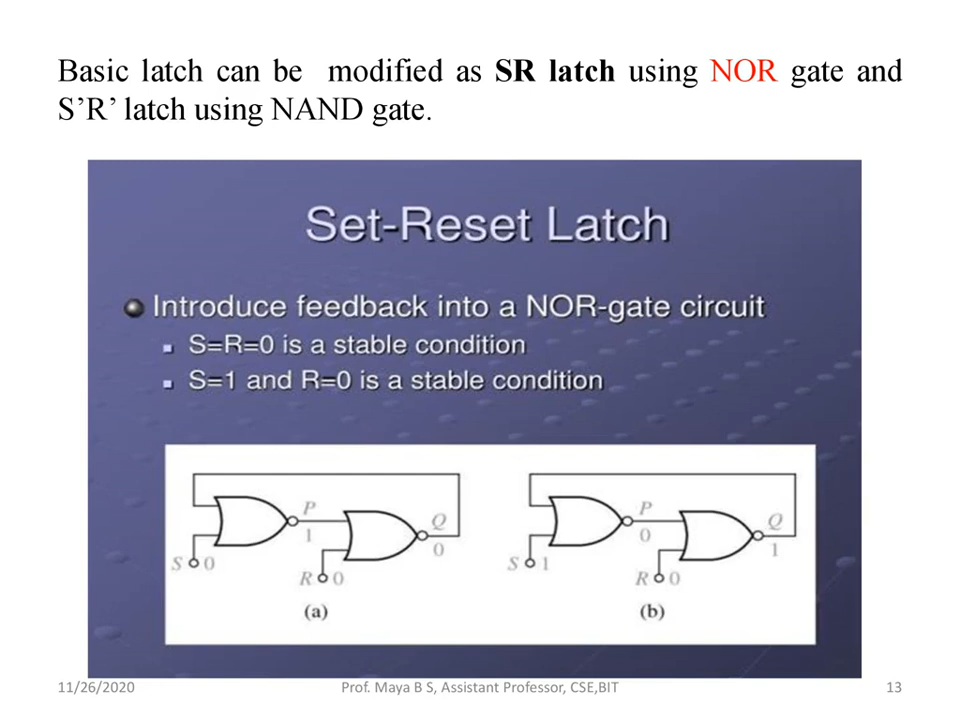 Basic latch can be modified as SR latch using NOR gate and
S’R’ latch using NAND gate.
Set-Reset Latch
Introduce feedback into a NOR-gate circuit
S=R=0 is a stable condition
S=1 and R=0 is a stable condition
P
1
Q
0
S 0
R 0
(a)
P
0
Q
1
S 1
R 0
(b)
11/26/2020
Prof. Maya B S, Assistant Professor, CSE,BIT
13